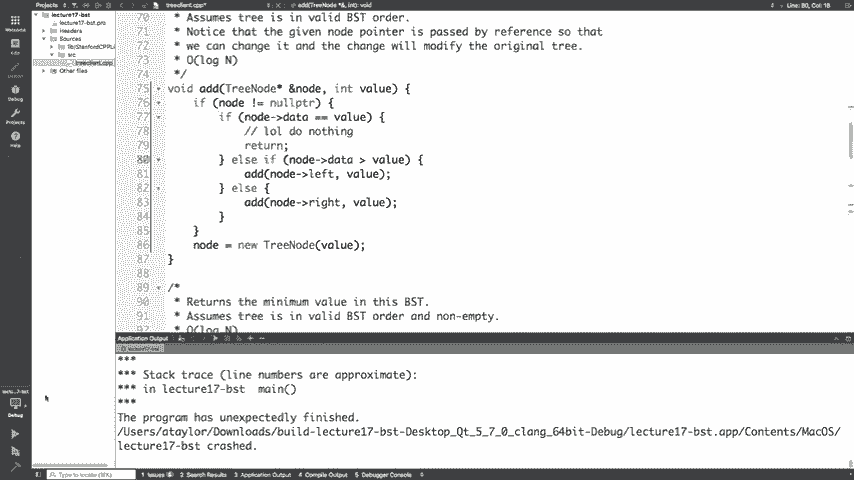 Projects
treeclient.cpp*
add(TreeNode *&, int): void
Line: 80, Col: 18
lecture17-bst
lecture17-bst.pro
Headers
Sources
lib/StanfordCPPLi
src
treeclient.cpp
Other files
Welcome
Edit
Debug
Projects
Help
70 * Assumes tree is in valid BST order.
71 * Notice that the given node pointer is passed by reference so that
72 * we can change it and the change will modify the original tree.
73 * O(log N)
74 */
75 void add(TreeNode* &node, int value) {
76 if (node != nullptr) {
77 if (node->data == value) {
78 // lol do nothing
79 return;
80 } else if (node->data > value) {
81 add(node->left, value);
82 } else {
83 add(node->right, value);
84 }
85 }
86 node = new TreeNode(value);
87 }
88
89 /*
90 * Returns the minimum value in this BST.
91 * Assumes tree is in valid BST order and non-empty.
92 * O(log N)
Application Output
***
*** Stack trace (line numbers are approximate):
*** in lecture17-bst main()
***
The program has unexpectedly finished.
/Users/ataylor/Downloads/build-lecture17-bst-Desktop_Qt_5_7_0_clang_64bit-Debug/lecture17-bst.app/Contents/MacOS/
lecture17-bst crashed.
Debug
Type to locate (⌘K)
1 Issues
2 Search Results
3 Application Output
4 Compile Output
5 Debugger Console